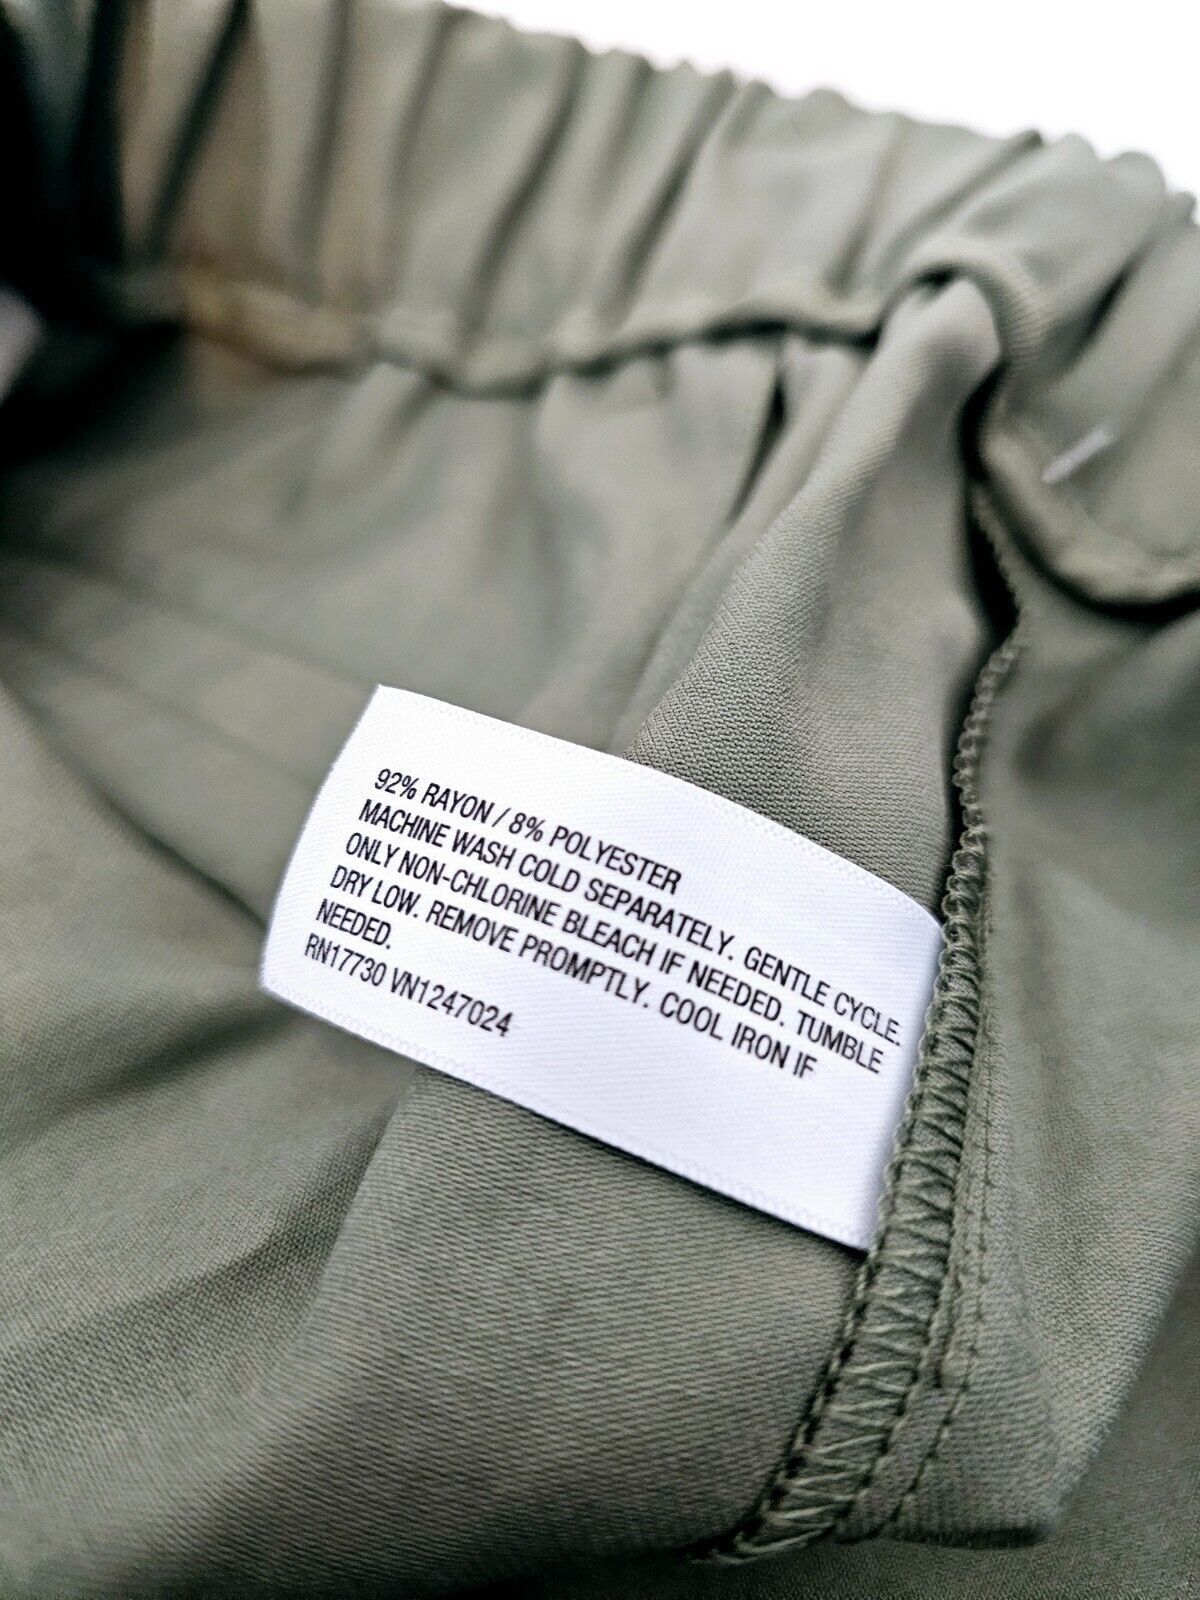 92% RAYON / 8% POLYESTER
MACHINE WASH COLD SEPARATELY. GENTLE CYCLE.
ONLY NON-CHLORINE BLEACH IF NEEDED. TUMBLE
DRY LOW. REMOVE PROMPTLY. COOL IRON IF
NEEDED.
RN17730 VN1247024